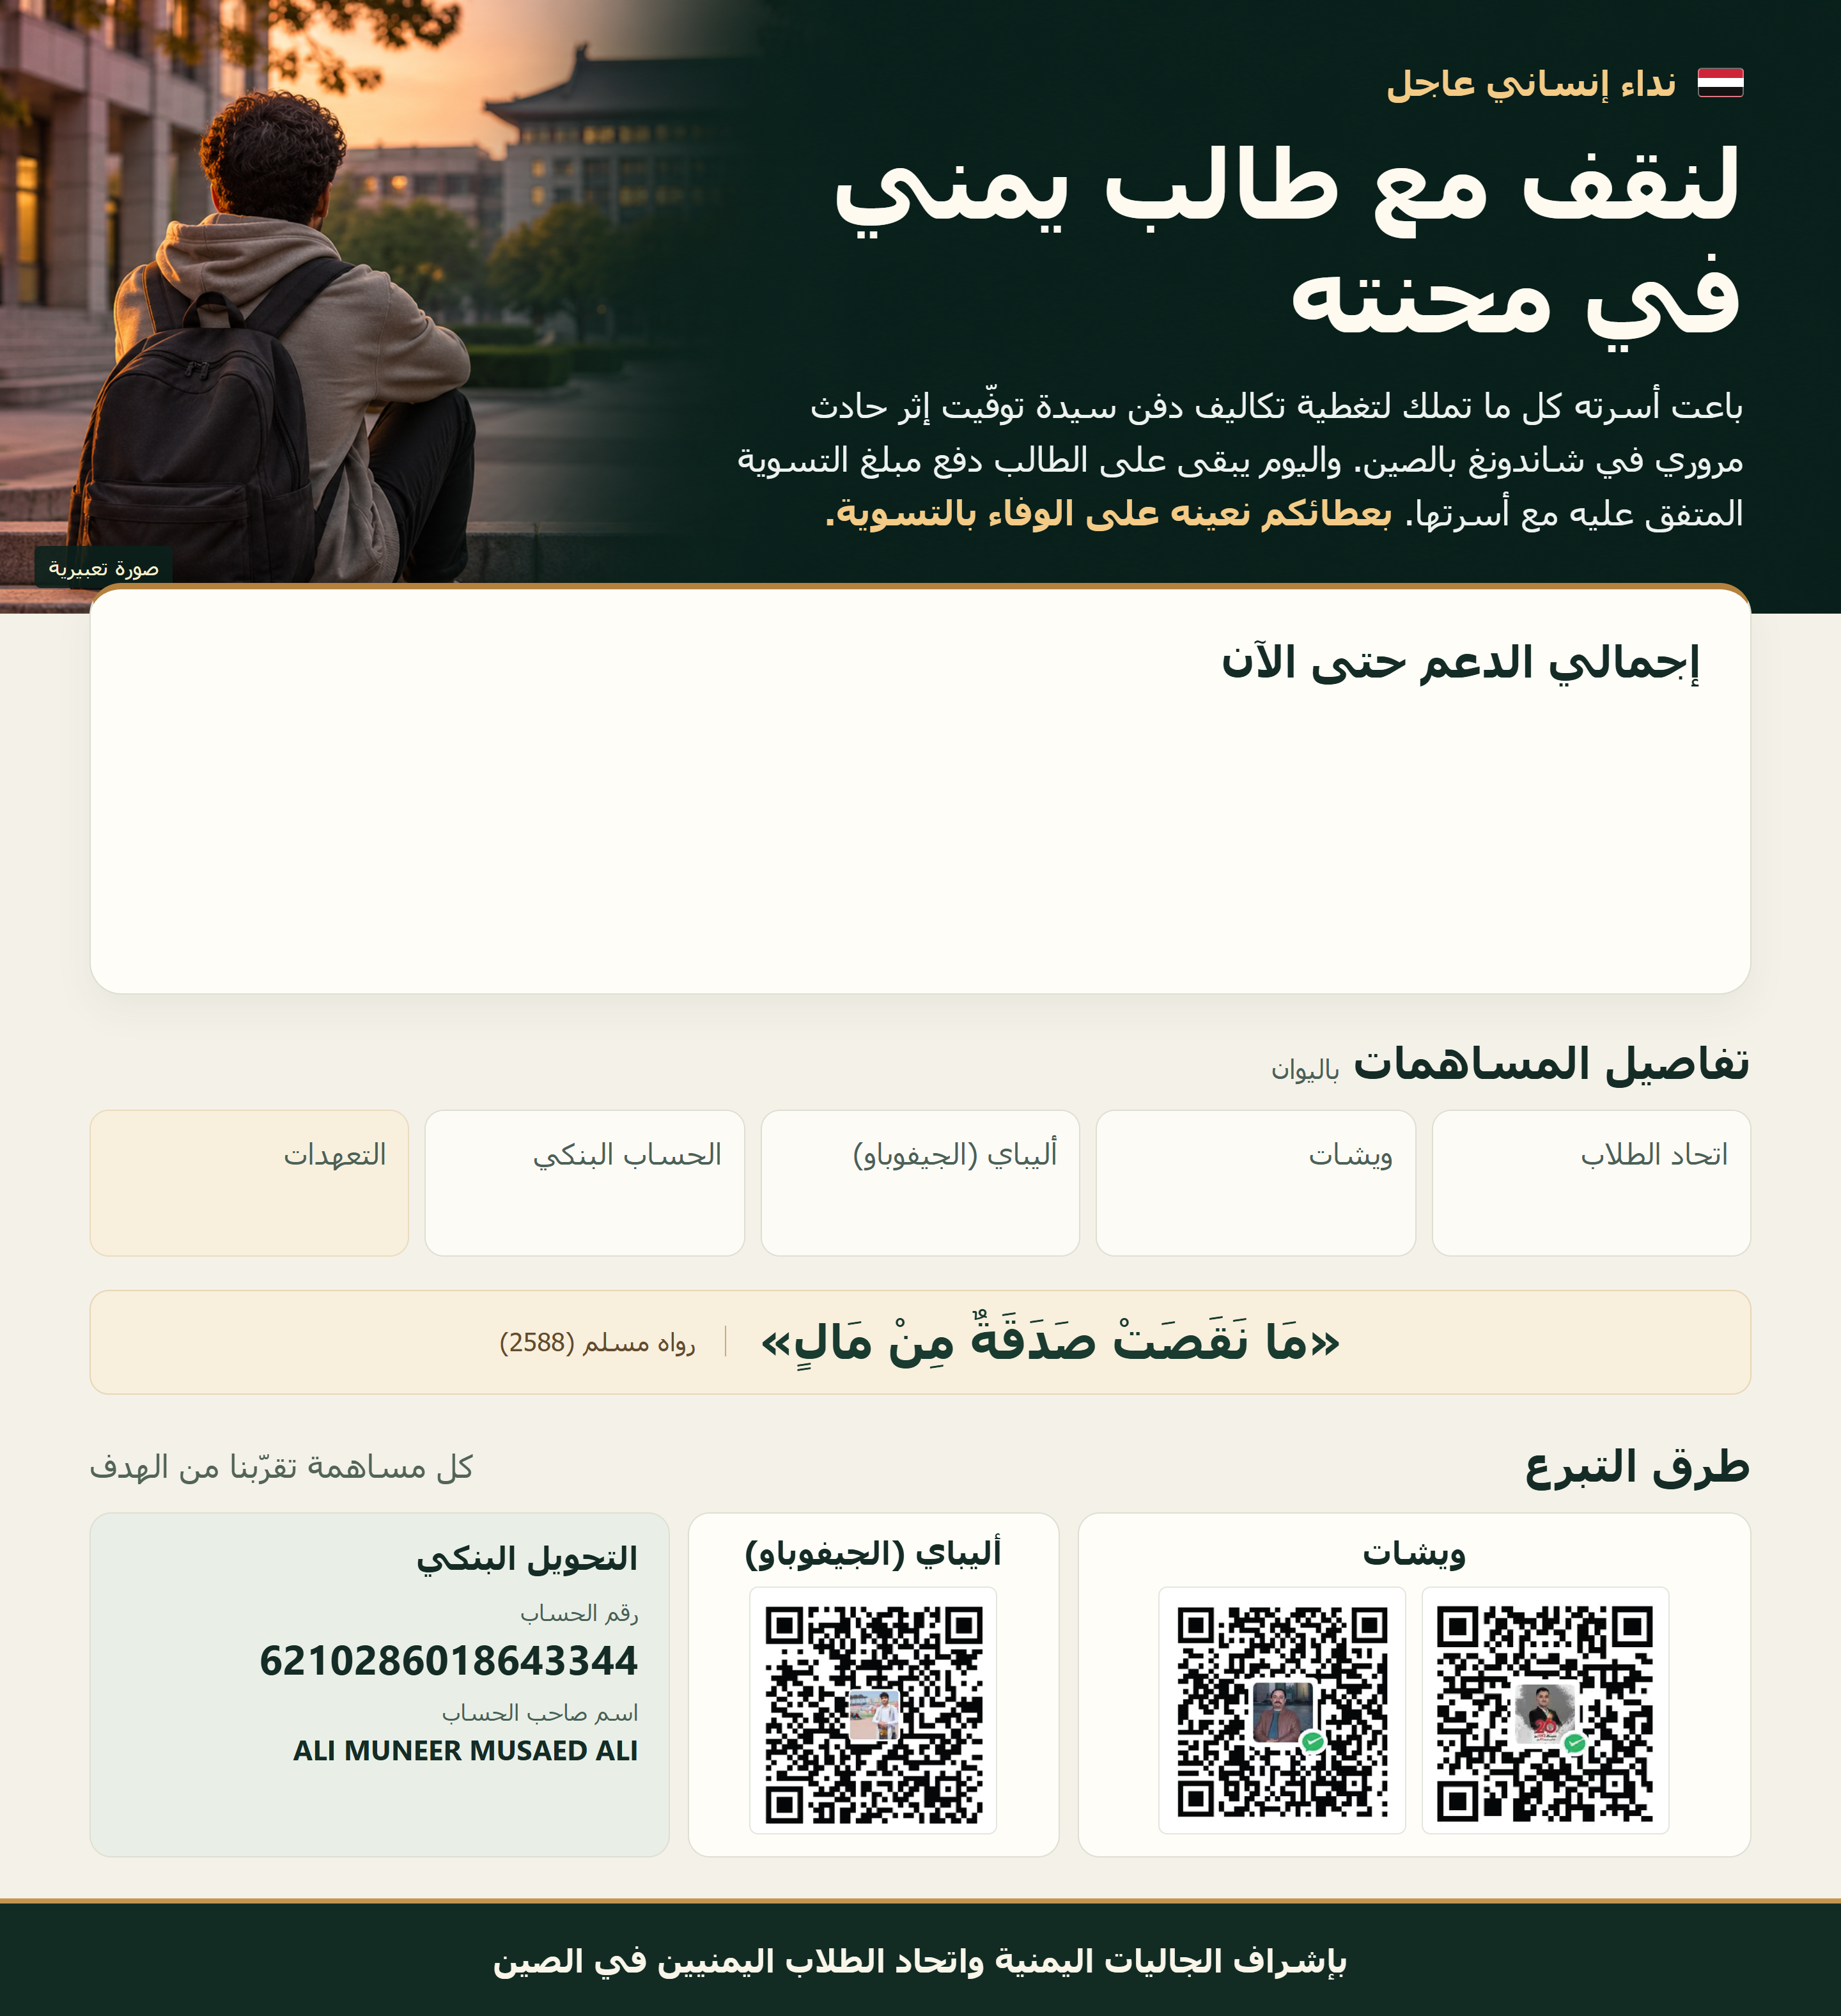 نداء إنساني عاجل
لنقف مع طالب يمني
في محنته
باعت أسرته كل ما تملك لتغطية تكاليف دفن سيدة توفّيت إثر حادث
مروري في شاندونغ بالصين. واليوم يبقى على الطالب دفع مبلغ التسوية
المتفق عليه مع أسرتها. بعطائكم نعينه على الوفاء بالتسوية.
صورة تعبيرية
إجمالي الدعم حتى الآن
تفاصيل المساهمات باليوان
اتحاد الطلاب
ويشات
أليباي (الجيفوباو)
الحساب البنكي
التعهدات
«مَا نَقَصَتْ صَدَقَةٌ مِنْ مَالٍ»
رواه مسلم (2588)
طرق التبرع
كل مساهمة تقرّبنا من الهدف
ويشات
أليباي (الجيفوباو)
التحويل البنكي
رقم الحساب
6210286018643344
اسم صاحب الحساب
ALI MUNEER MUSAED ALI
بإشراف الجاليات اليمنية واتحاد الطلاب اليمنيين في الصين